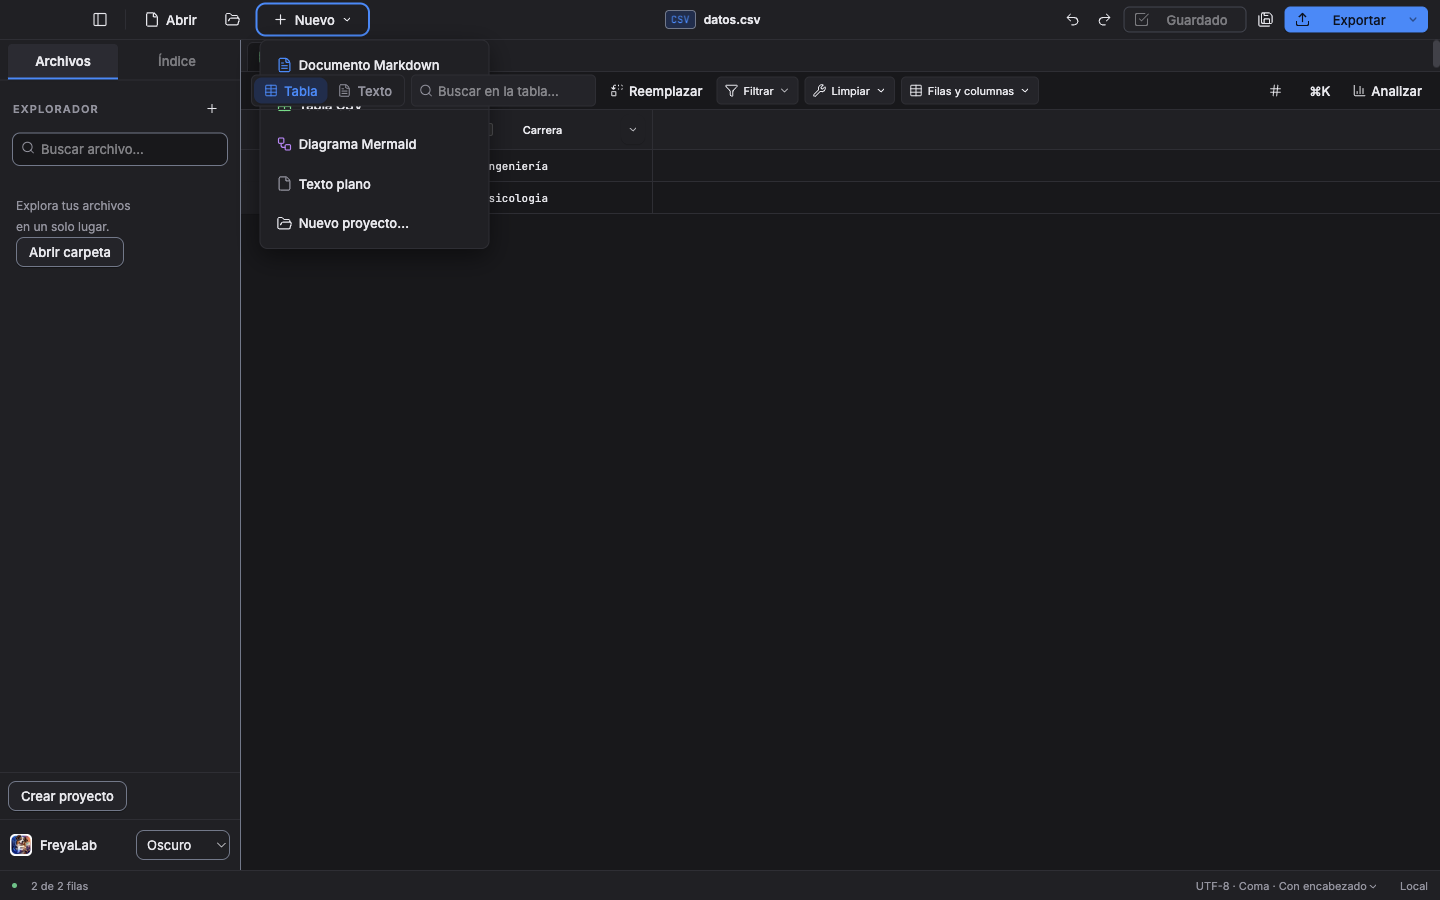 Abrir
Nuevo
CSV datos.csv
Guardado
Exportar
Archivos
Índice
EXPLORADOR
Buscar archivo...
Explora tus archivos
en un solo lugar.
Abrir carpeta
Documento Markdown
Tabla CSV
Diagrama Mermaid
Texto plano
Nuevo proyecto...
Tabla
Texto
Buscar en la tabla...
Reemplazar
Filtrar
Limpiar
Filas y columnas
#
⌘K
Analizar
Carrera
ngeniería
sicologia
Crear proyecto
FreyaLab
Oscuro
2 de 2 filas
UTF-8 · Coma · Con encabezado
Local